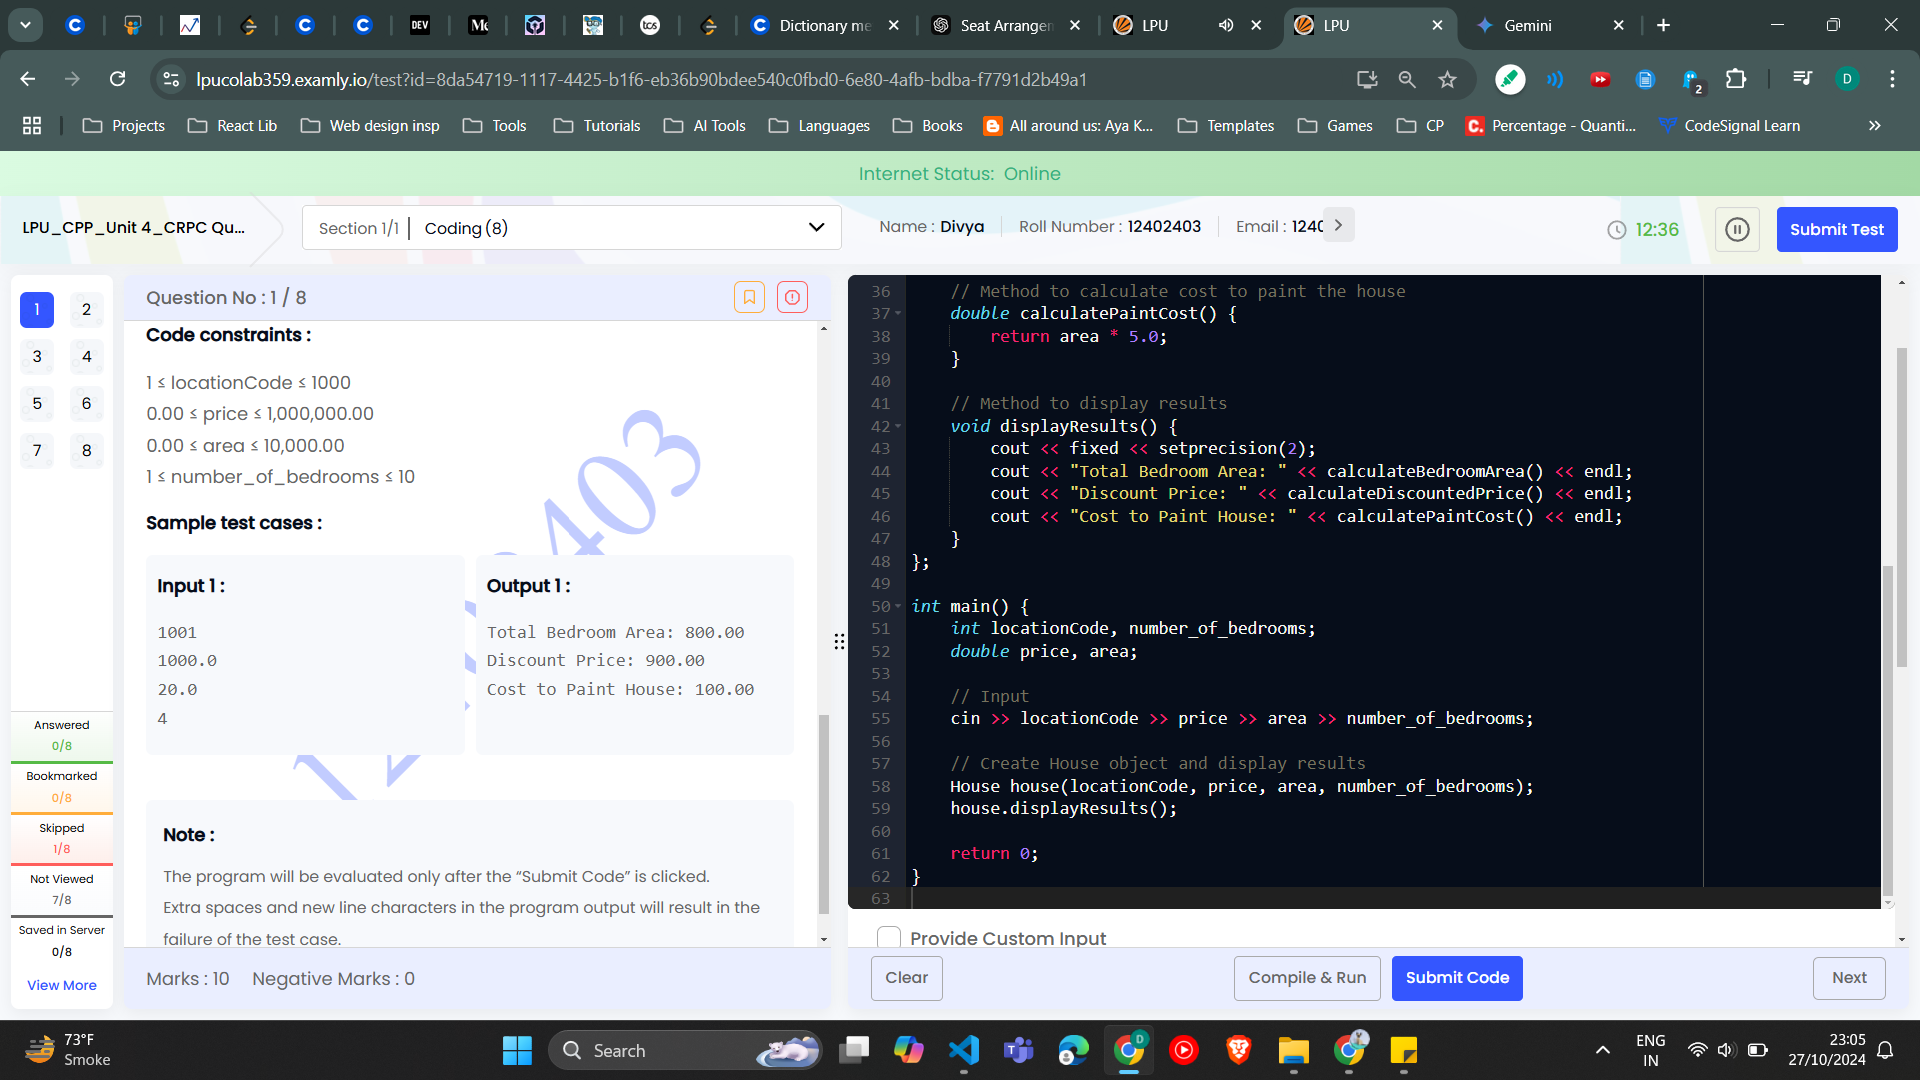 DEV
tcs
Dictionary me
Seat Arrangen
LPU
LPU
Gemini
lpucolab359.examly.io/test?id=8da54719-1117-4425-b1f6-eb36b90bdee540c0fbd0-6e80-4afb-bdba-f7791d2b49a1
2
D
Projects
React Lib
Web design insp
Tools
Tutorials
AI Tools
Languages
Books
All around us: Aya K...
Templates
Games
CP
Percentage - Quanti...
CodeSignal Learn
Internet Status: Online
LPU_CPP_Unit 4_CRPC Qu...
Section 1/1 | Coding (8)
Name : Divya
Roll Number : 12402403
Email : 1240
12:36
Submit Test
1 2
3 4
5 6
7 8
Answered
0/8
Bookmarked
0/8
Skipped
1/8
Not Viewed
7/8
Saved in Server
0/8
View More
Question No : 1 / 8
Code constraints :
1 ≤ locationCode ≤ 1000
0.00 ≤ price ≤ 1,000,000.00
0.00 ≤ area ≤ 10,000.00
1 ≤ number_of_bedrooms ≤ 10
Sample test cases :
Input 1 :
1001
1000.0
20.0
4
Output 1 :
Total Bedroom Area: 800.00
Discount Price: 900.00
Cost to Paint House: 100.00
Note :
The program will be evaluated only after the “Submit Code” is clicked.
Extra spaces and new line characters in the program output will result in the
failure of the test case.
Marks : 10 Negative Marks : 0
36 // Method to calculate cost to paint the house
37 double calculatePaintCost() {
38 return area * 5.0;
39 }
40
41 // Method to display results
42 void displayResults() {
43 cout << fixed << setprecision(2);
44 cout << "Total Bedroom Area: " << calculateBedroomArea() << endl;
45 cout << "Discount Price: " << calculateDiscountedPrice() << endl;
46 cout << "Cost to Paint House: " << calculatePaintCost() << endl;
47 }
48 };
49
50 int main() {
51 int locationCode, number_of_bedrooms;
52 double price, area;
53
54 // Input
55 cin >> locationCode >> price >> area >> number_of_bedrooms;
56
57 // Create House object and display results
58 House house(locationCode, price, area, number_of_bedrooms);
59 house.displayResults();
60
61 return 0;
62 }
63
Provide Custom Input
Clear
Compile & Run
Submit Code
Next
73°F
Smoke
Search
D
ENG
IN
23:05
27/10/2024